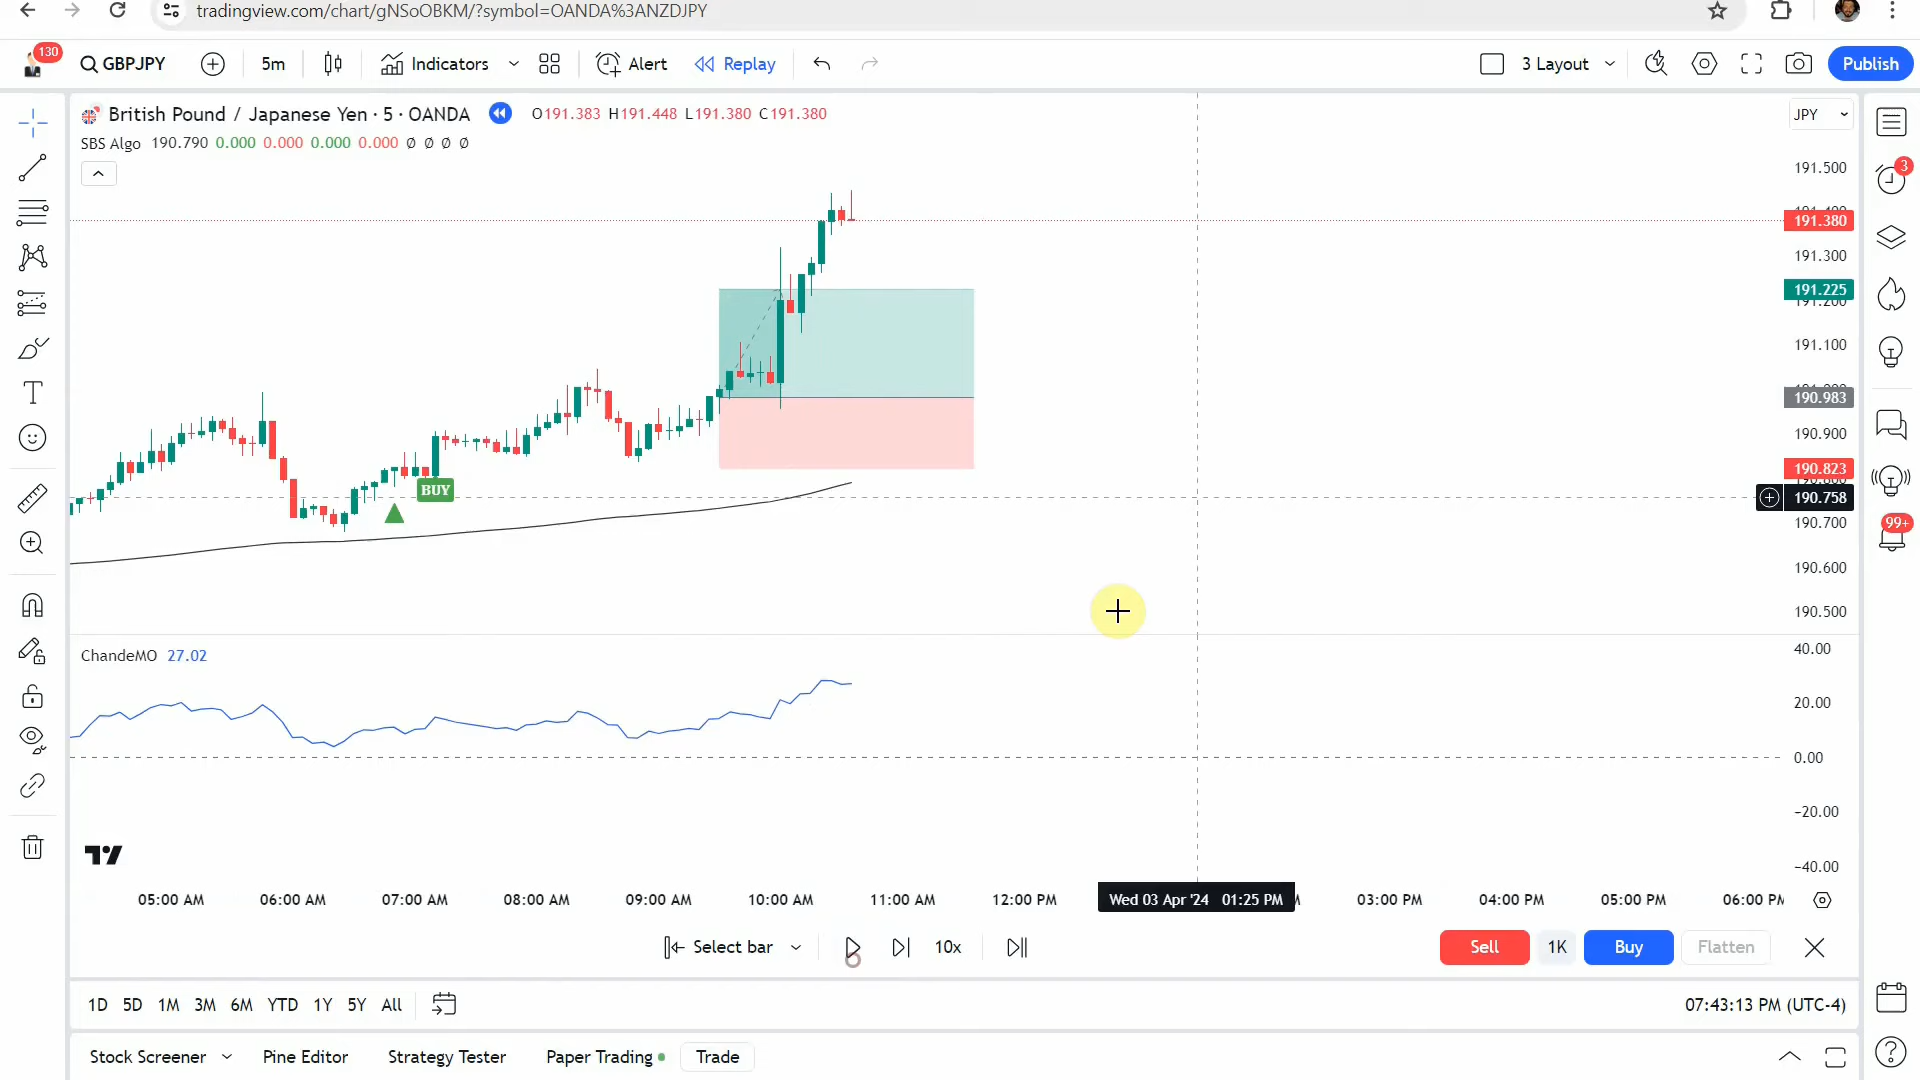 tradingview.com/chart/gNSoOBKM/?symbol=OANDA%3ANZDJPY
130
GBPJPY
5m
Indicators
Alert
Replay
3 Layout
Publish
British Pound / Japanese Yen · 5 · OANDA
O191.383 H191.448 L191.380 C191.380
JPY
SBS Algo 190.790 0.000 0.000 0.000 0.000 Ø Ø Ø Ø
191.500
3
191.380
191.300
191.225
191.100
190.983
190.900
190.823
BUY
190.758
190.700
99+
190.600
190.500
ChandeMO 27.02
40.00
20.00
0.00
−20.00
−40.00
05:00 AM
06:00 AM
07:00 AM
08:00 AM
09:00 AM
10:00 AM
11:00 AM
12:00 PM
Wed 03 Apr '24 01:25 PM
03:00 PM
04:00 PM
05:00 PM
06:00 PM
Select bar
10x
Sell
1K
Buy
Flatten
1D 5D 1M 3M 6M YTD 1Y 5Y All
07:43:13 PM (UTC-4)
Stock Screener
Pine Editor
Strategy Tester
Paper Trading
Trade